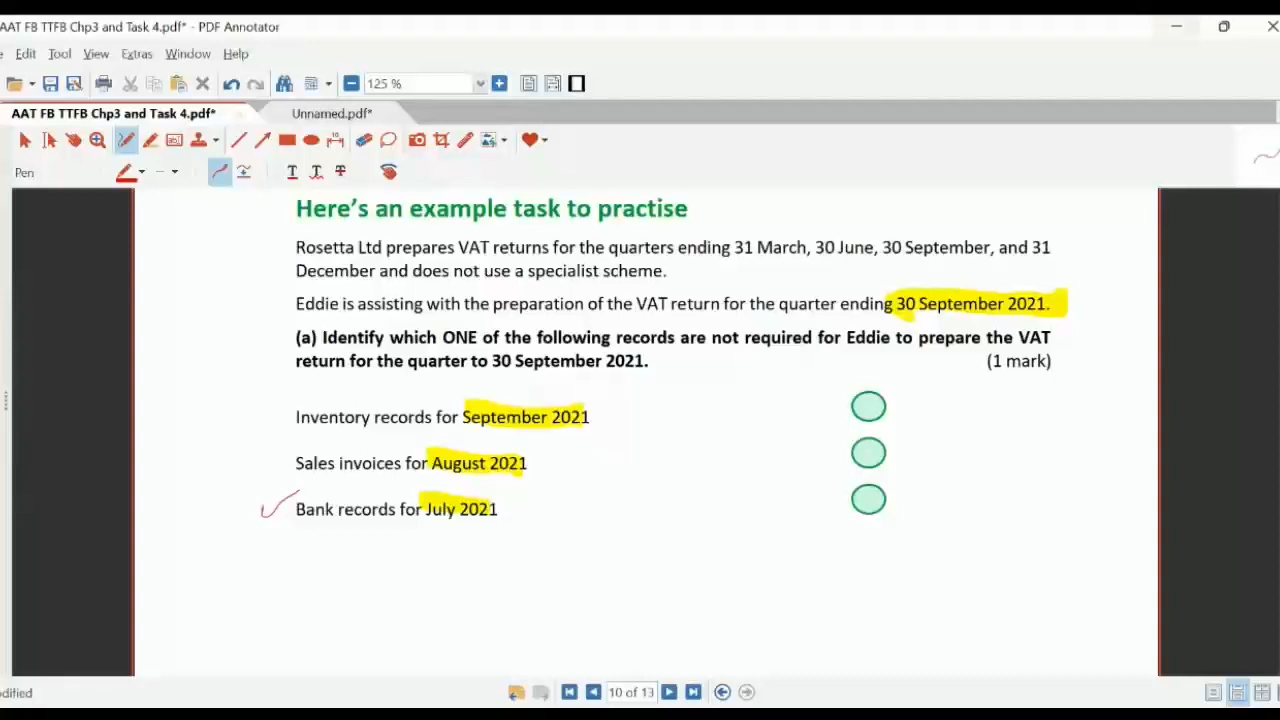 AAT FB TTFB Chp3 and Task 4.pdf* - PDF Annotator
Edit Tool View Extras Window Help
125 %
AAT FB TTFB Chp3 and Task 4.pdf* Unnamed.pdf*
Pen
Here's an example task to practise
Rosetta Ltd prepares VAT returns for the quarters ending 31 March, 30 June, 30 September, and 31
December and does not use a specialist scheme.
Eddie is assisting with the preparation of the VAT return for the quarter ending 30 September 2021.
(a) Identify which ONE of the following records are not required for Eddie to prepare the VAT
return for the quarter to 30 September 2021. (1 mark)
Inventory records for September 2021
Sales invoices for August 2021
Bank records for July 2021
10 of 13